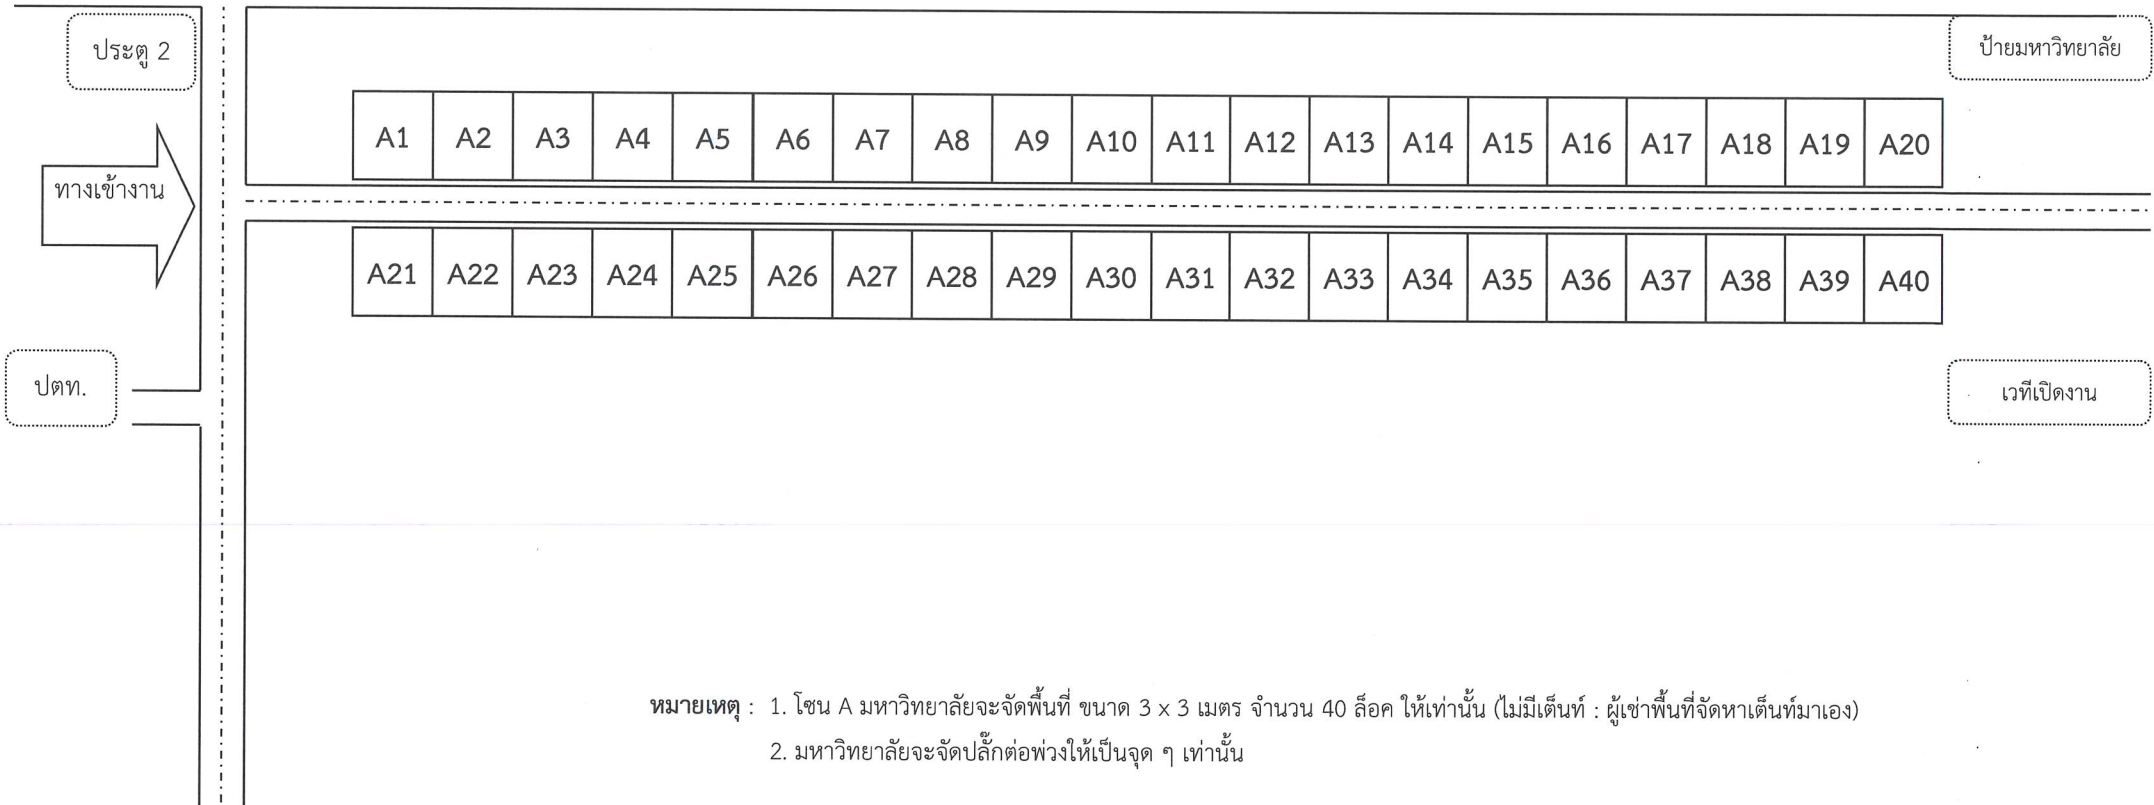 ประตู 2
ป้ายมหาวิทยาลัย
A1 A2 A3 A4 A5 A6 A7 A8 A9 A10 A11 A12 A13 A14 A15 A16 A17 A18 A19 A20
ทางเข้างาน
A21 A22 A23 A24 A25 A26 A27 A28 A29 A30 A31 A32 A33 A34 A35 A36 A37 A38 A39 A40
ปตท.
เวทีเปิดงาน
หมายเหตุ : 1. โซน A มหาวิทยาลัยจะจัดพื้นที่ ขนาด 3 x 3 เมตร จำนวน 40 ล็อค ให้เท่านั้น (ไม่มีเต็นท์ : ผู้เช่าพื้นที่จัดหาเต็นท์มาเอง)
2. มหาวิทยาลัยจะจัดปลั๊กต่อพ่วงให้เป็นจุด ๆ เท่านั้น